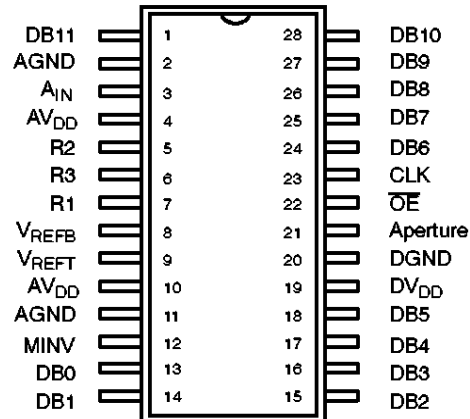 DB11 1 28 DB10
AGND 2 27 DB9
AIN 3 26 DB8
AVDD 4 25 DB7
R2 5 24 DB6
R3 6 23 CLK
R1 7 22 O̅E̅
VREFB 8 21 Aperture
VREFT 9 20 DGND
AVDD 10 19 DVDD
AGND 11 18 DB5
MINV 12 17 DB4
DB0 13 16 DB3
DB1 14 15 DB2